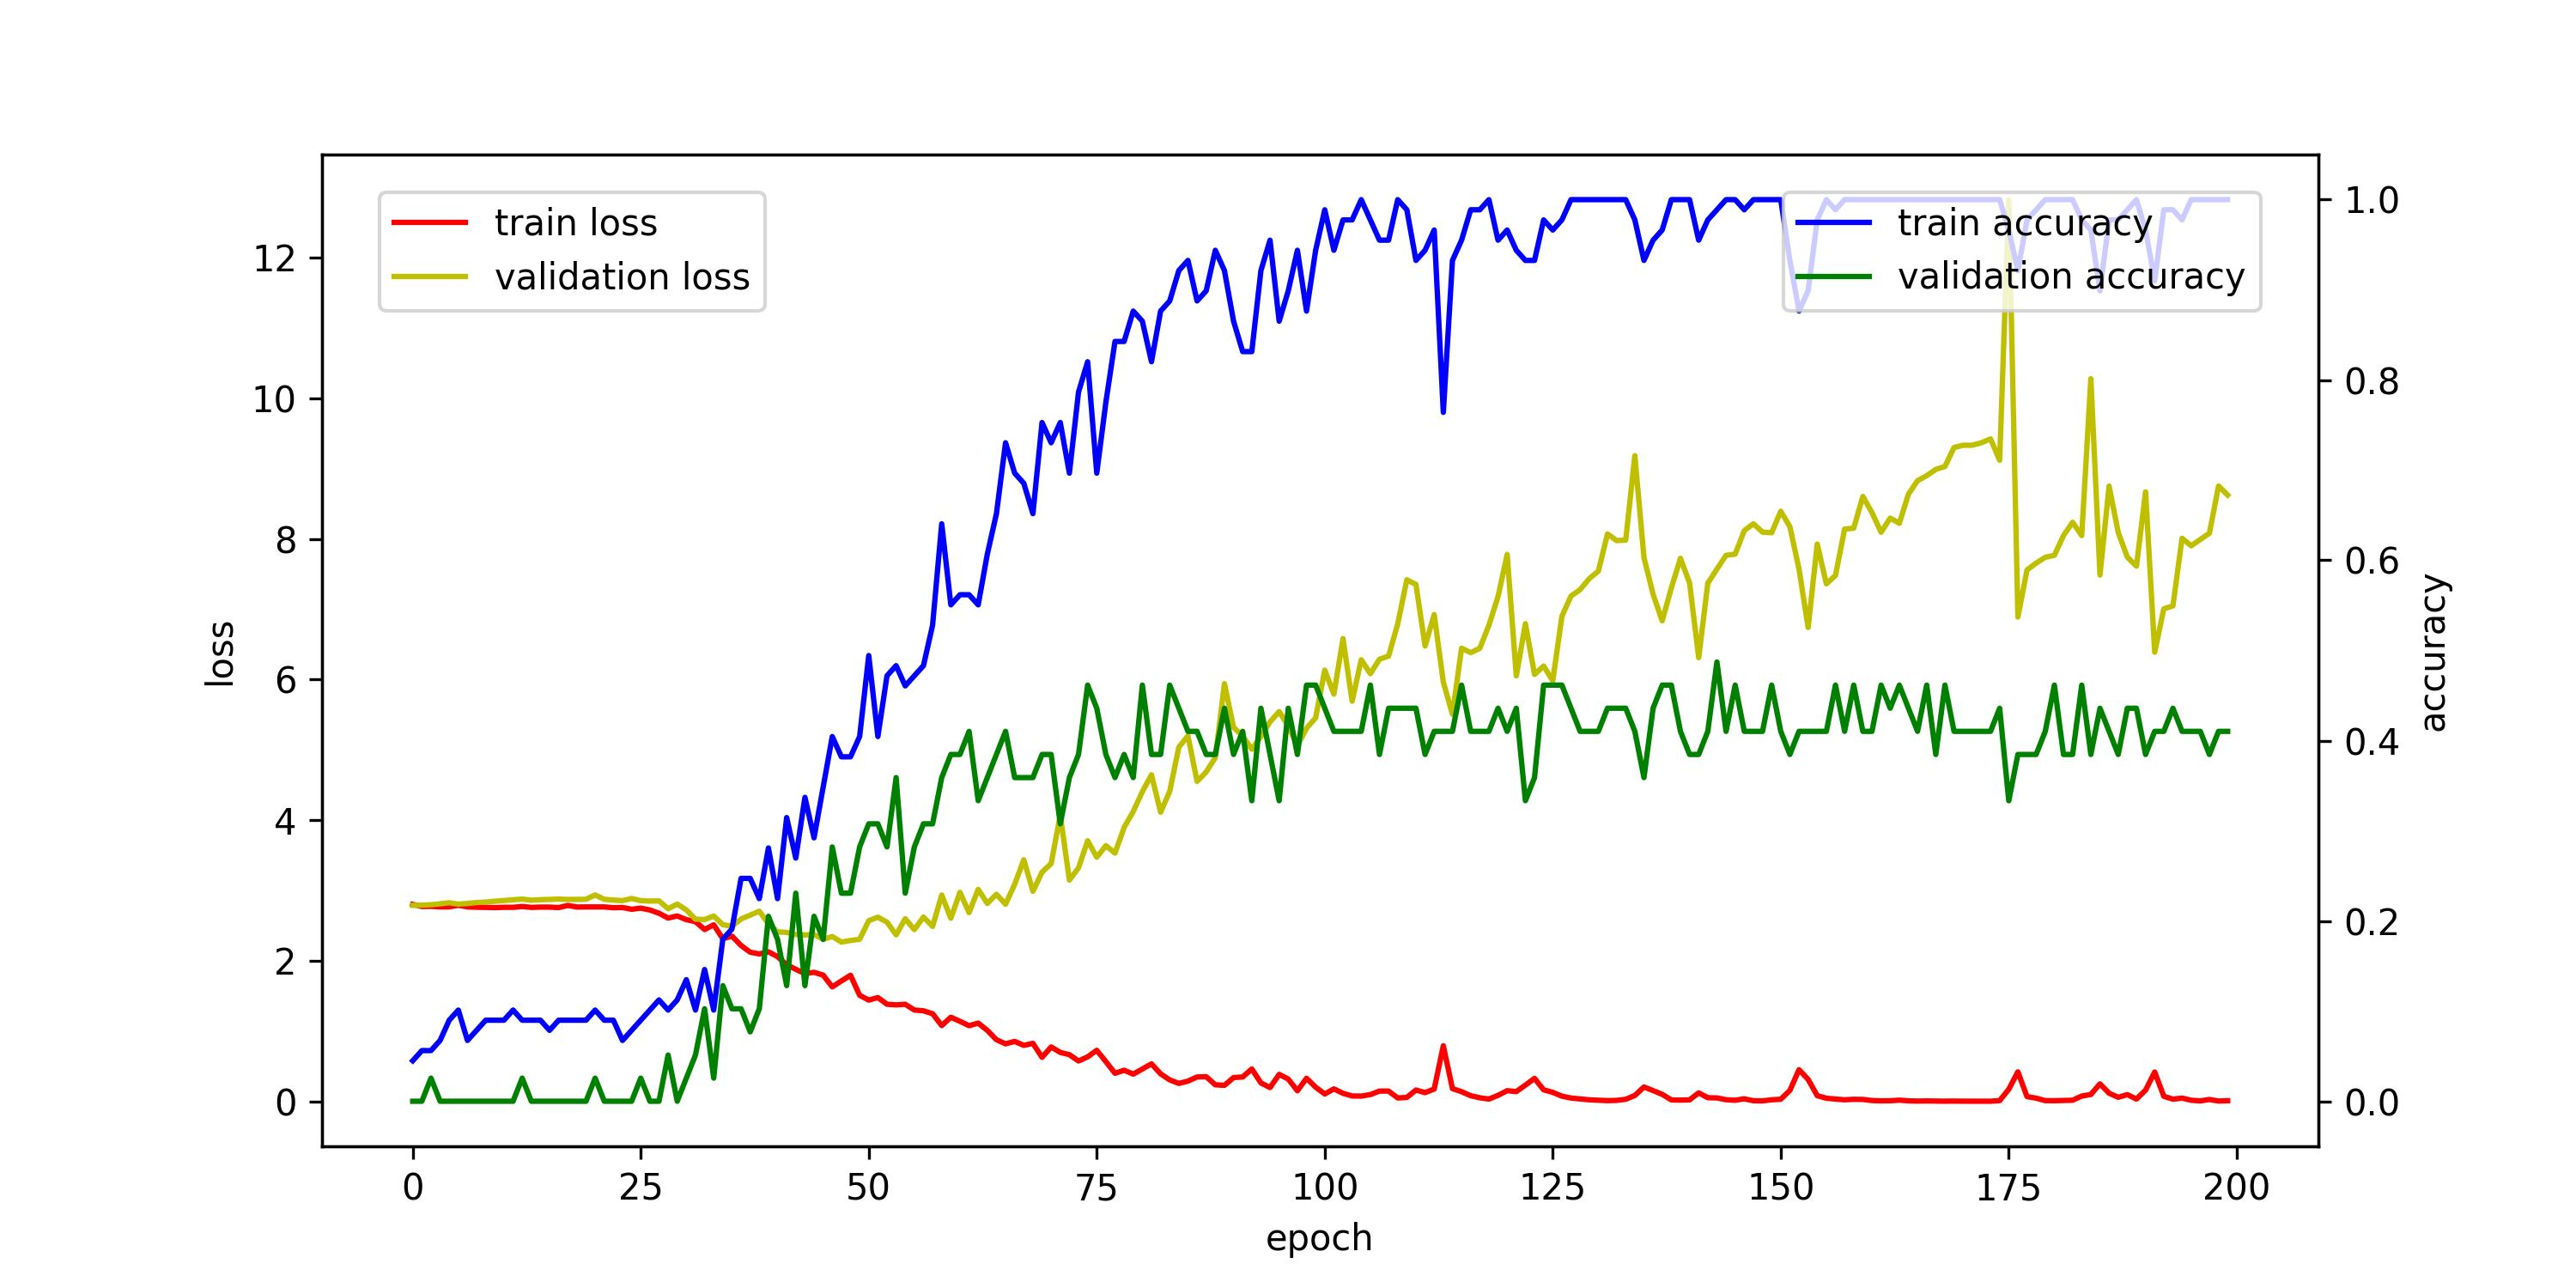 train loss
validation loss
train accuracy
validation accuracy
12
10
8
6
4
2
0
loss
1.0
0.8
0.6
0.4
0.2
0.0
accuracy
0 25 50 75 100 125 150 175 200
epoch